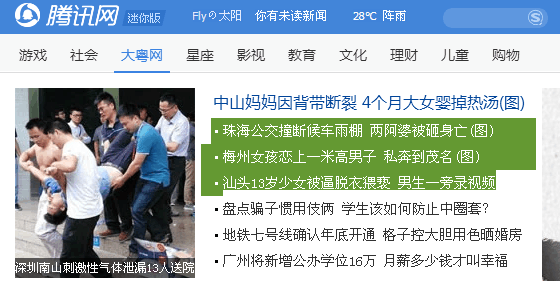 腾讯网 迷你版 Flyの太阳 你有未读新闻 28℃ 阵雨
游戏 社会 大粤网 星座 影视 教育 文化 理财 儿童 购物
中山妈妈因背带断裂 4个月大女婴掉热汤(图)
珠海公交撞断候车雨棚 两阿婆被砸身亡(图)
梅州女孩恋上一米高男子 私奔到茂名(图)
汕头13岁少女被逼脱衣猥亵 男生一旁录视频
盘点骗子惯用伎俩 学生该如何防止中圈套？
地铁七号线确认年底开通 格子控大胆用色晒婚房
广州将新增公办学位16万 月薪多少钱才叫幸福
深圳南山刺激性气体泄漏13人送院